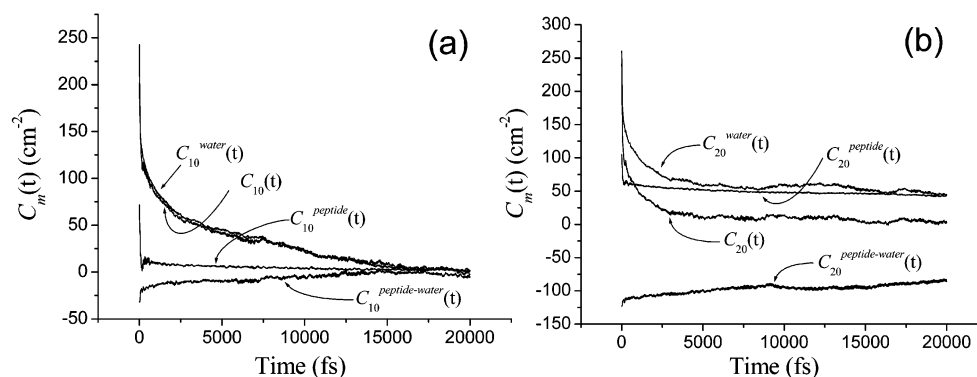 (a)
C_m(t) (cm^-2)
250
200
150
100
50
0
-50
C_10^water(t)
C_10(t)
C_10^peptide(t)
C_10^peptide-water(t)
0 5000 10000 15000 20000
Time (fs)
(b)
C_m(t) (cm^-2)
300
250
200
150
100
50
0
-50
-100
-150
C_20^water(t)
C_20^peptide(t)
C_20(t)
C_20^peptide-water(t)
0 5000 10000 15000 20000
Time (fs)